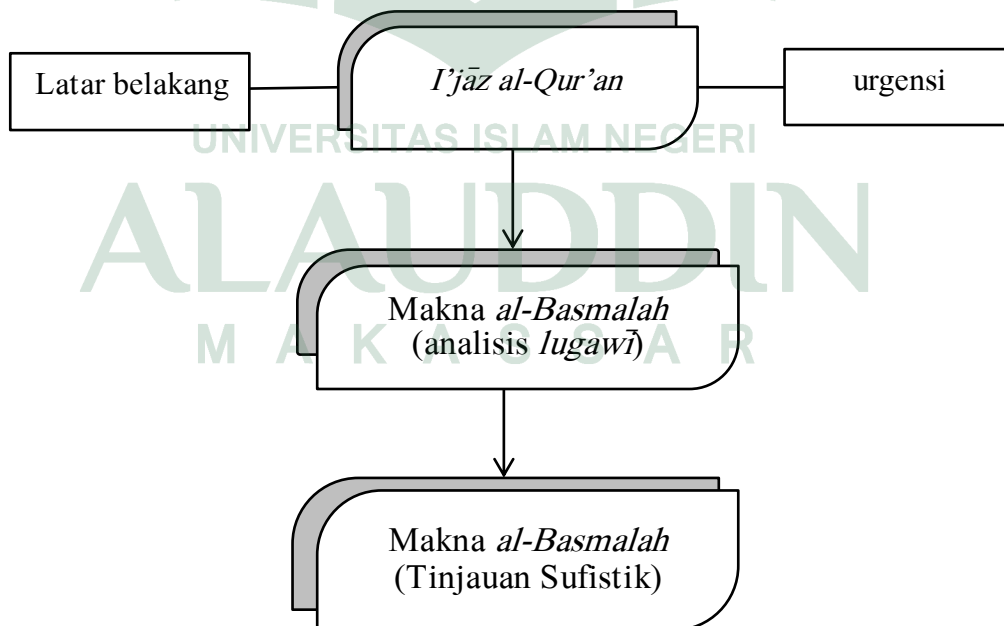 Latar belakang
I'jāz al-Qur'an
urgensi
UNIVERSITAS ISLAM NEGERI
ALAUDDIN
Makna al-Basmalah
(analisis lugawī)
MAKASSAR
Makna al-Basmalah
(Tinjauan Sufistik)